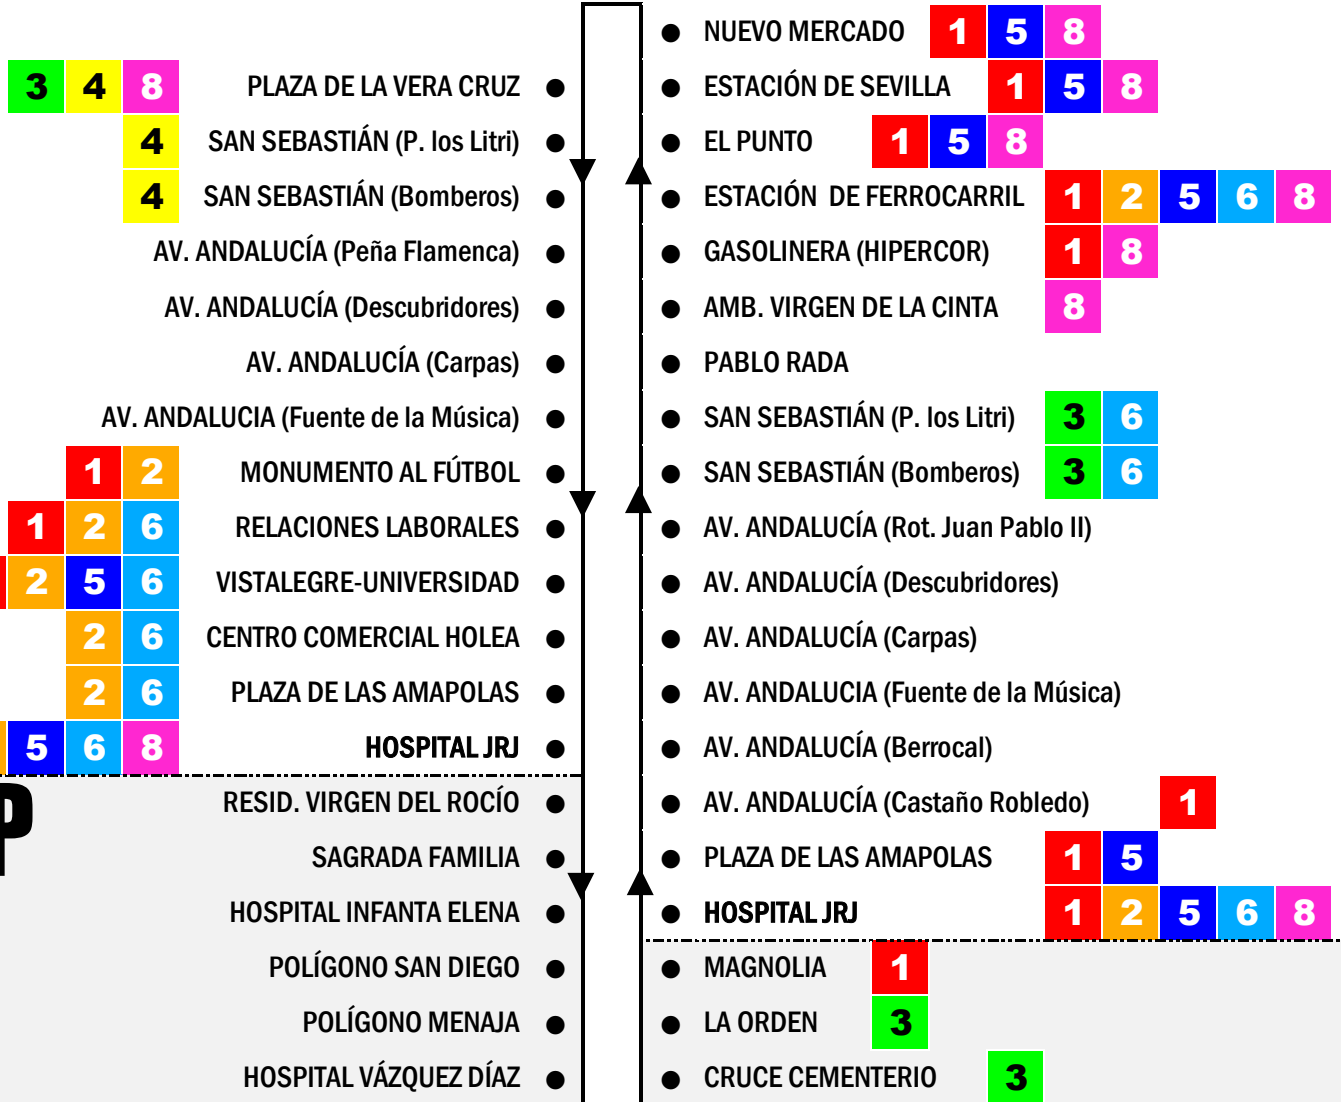 NUEVO MERCADO 1 5 8
3 4 8 PLAZA DE LA VERA CRUZ
ESTACIÓN DE SEVILLA 1 5 8
4 SAN SEBASTIÁN (P. los Litri)
EL PUNTO 1 5 8
4 SAN SEBASTIÁN (Bomberos)
ESTACIÓN DE FERROCARRIL 1 2 5 6 8
AV. ANDALUCÍA (Peña Flamenca)
GASOLINERA (HIPERCOR) 1 8
AV. ANDALUCÍA (Descubridores)
AMB. VIRGEN DE LA CINTA 8
AV. ANDALUCÍA (Carpas)
PABLO RADA
AV. ANDALUCIA (Fuente de la Música)
SAN SEBASTIÁN (P. los Litri) 3 6
1 2 MONUMENTO AL FÚTBOL
SAN SEBASTIÁN (Bomberos) 3 6
1 2 6 RELACIONES LABORALES
AV. ANDALUCÍA (Rot. Juan Pablo II)
2 5 6 VISTALEGRE-UNIVERSIDAD
AV. ANDALUCÍA (Descubridores)
2 6 CENTRO COMERCIAL HOLEA
AV. ANDALUCÍA (Carpas)
2 6 PLAZA DE LAS AMAPOLAS
AV. ANDALUCIA (Fuente de la Música)
5 6 8 HOSPITAL JRJ
AV. ANDALUCÍA (Berrocal)
RESID. VIRGEN DEL ROCÍO
AV. ANDALUCÍA (Castaño Robledo) 1
P
SAGRADA FAMILIA
PLAZA DE LAS AMAPOLAS 1 5
HOSPITAL INFANTA ELENA
HOSPITAL JRJ 1 2 5 6 8
POLÍGONO SAN DIEGO
MAGNOLIA 1
POLÍGONO MENAJA
LA ORDEN 3
HOSPITAL VÁZQUEZ DÍAZ
CRUCE CEMENTERIO 3